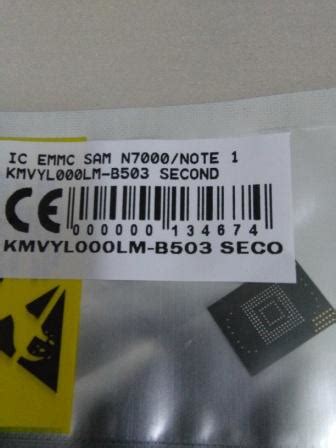 IC EMMC SAM N7000/NOTE 1
KMVYL000LM-B503 SECOND
CE
000000 134674
KMVYL000LM-B503 SECO